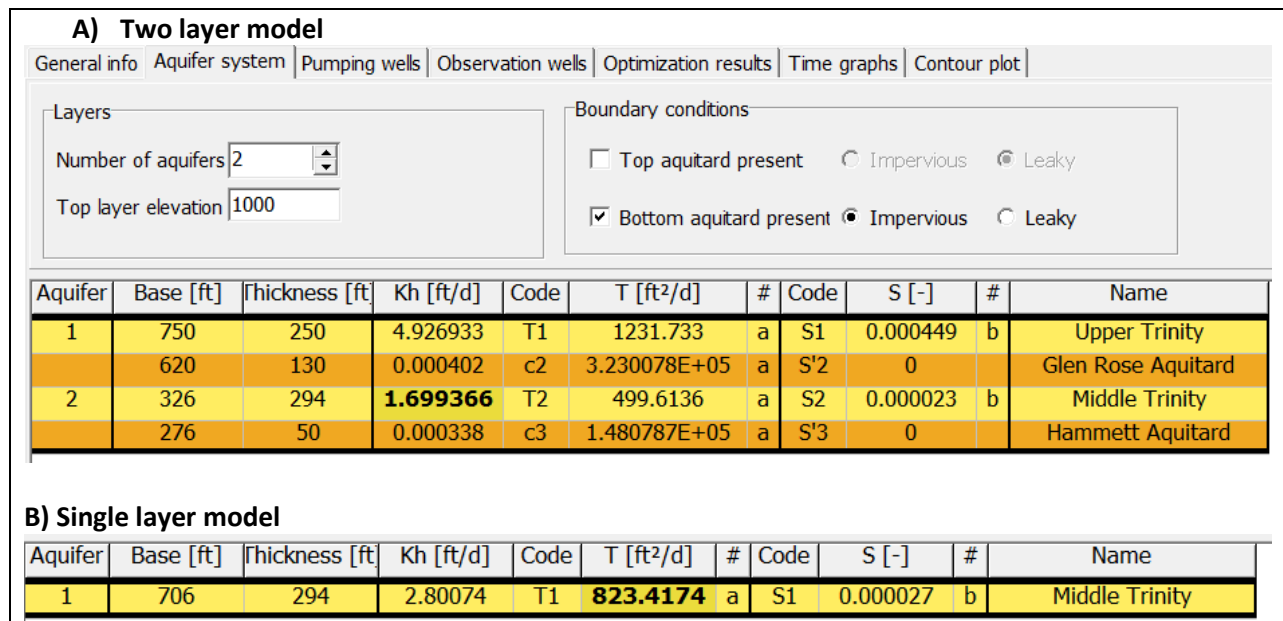 A) Two layer model
General info Aquifer system Pumping wells Observation wells Optimization results Time graphs Contour plot
Layers Boundary conditions
Number of aquifers 2 Top aquitard present Impervious Leaky
Top layer elevation 1000
Bottom aquitard present Impervious Leaky
Aquifer Base [ft] Thickness [ft] Kh [ft/d] Code T [ft²/d] # Code S [-] # Name
1 750 250 4.926933 T1 1231.733 a S1 0.000449 b Upper Trinity
620 130 0.000402 c2 3.230078E+05 a S'2 0 Glen Rose Aquitard
2 326 294 1.699366 T2 499.6136 a S2 0.000023 b Middle Trinity
276 50 0.000338 c3 1.480787E+05 a S'3 0 Hammett Aquitard
B) Single layer model
Aquifer Base [ft] Thickness [ft] Kh [ft/d] Code T [ft²/d] # Code S [-] # Name
1 706 294 2.80074 T1 823.4174 a S1 0.000027 b Middle Trinity